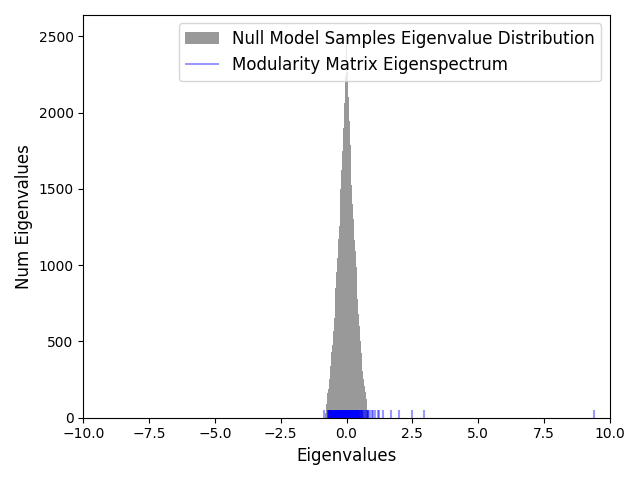 Null Model Samples Eigenvalue Distribution
Modularity Matrix Eigenspectrum
2500
2000
1500
1000
500
0
Num Eigenvalues
−10.0 −7.5 −5.0 −2.5 0.0 2.5 5.0 7.5 10.0
Eigenvalues